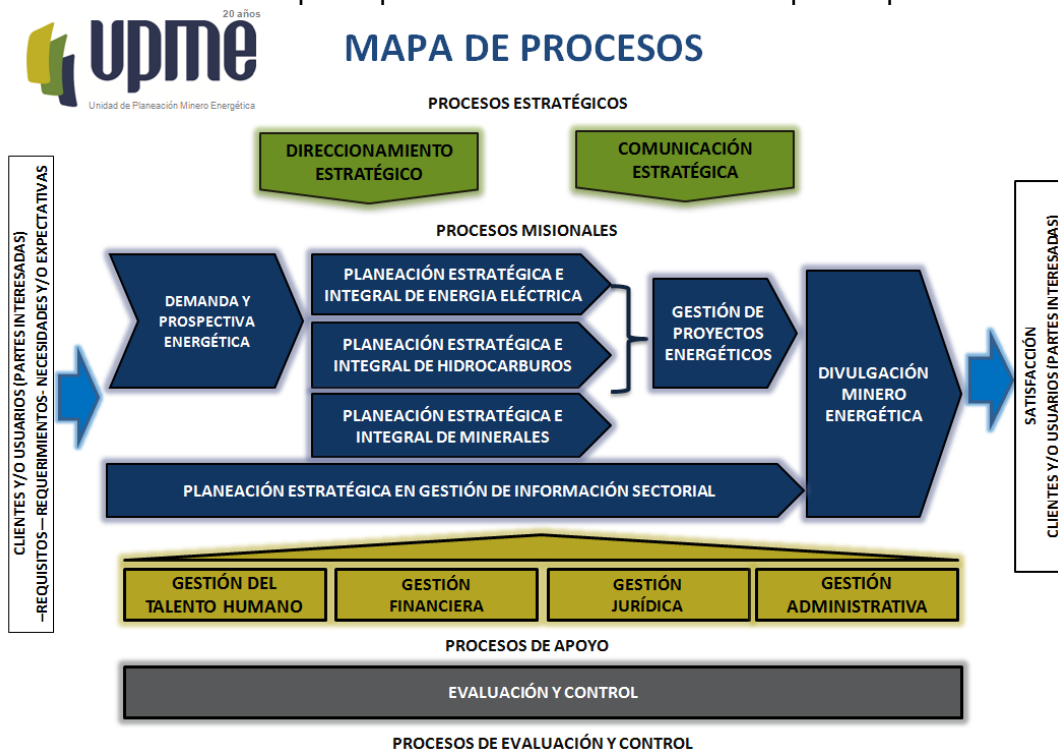 20 años
upme
Unidad de Planeación Minero Energética
MAPA DE PROCESOS
PROCESOS ESTRATÉGICOS
DIRECCIONAMIENTO
ESTRATÉGICO
COMUNICACIÓN
ESTRATÉGICA
PROCESOS MISIONALES
CLIENTES Y/O USUARIOS (PARTES INTERESADAS)
–REQUISITOS — REQUERIMIENTOS- NECESIDADES Y/O EXPECTATIVAS
DEMANDA Y
PROSPECTIVA
ENERGÉTICA
PLANEACIÓN ESTRATÉGICA E
INTEGRAL DE ENERGIA ELÉCTRICA
PLANEACIÓN ESTRATÉGICA E
INTEGRAL DE HIDROCARBUROS
PLANEACIÓN ESTRATÉGICA E
INTEGRAL DE MINERALES
GESTIÓN DE
PROYECTOS
ENERGÉTICOS
DIVULGACIÓN
MINERO
ENERGÉTICA
PLANEACIÓN ESTRATÉGICA EN GESTIÓN DE INFORMACIÓN SECTORIAL
SATISFACCIÓN
CLIENTES Y/O USUARIOS (PARTES INTERESADAS)
GESTIÓN DEL
TALENTO HUMANO
GESTIÓN
FINANCIERA
GESTIÓN
JURÍDICA
GESTIÓN
ADMINISTRATIVA
PROCESOS DE APOYO
EVALUACIÓN Y CONTROL
PROCESOS DE EVALUACIÓN Y CONTROL